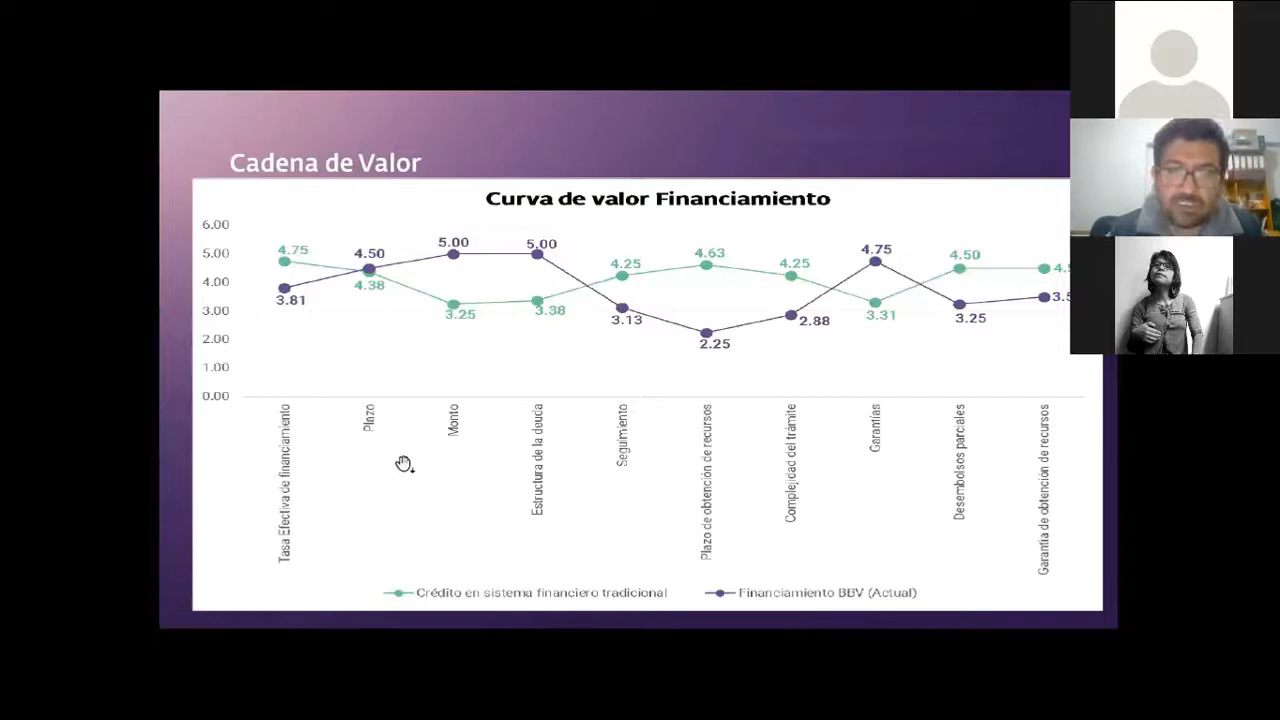 Cadena de Valor
Curva de valor Financiamiento
6.00
5.00
4.00
3.00
2.00
1.00
0.00
4.75
4.50
5.00
5.00
4.25
4.63
4.25
4.75
4.50
3.81
4.38
3.25
3.38
3.13
2.25
2.88
3.31
3.25
Tasa Efectiva de financiamiento
Plazo
Monto
Estructura de la deuda
Seguimiento
Plazo de obtención de recursos
Complejidad del trámite
Garantías
Desembolsos parciales
Garantía de obtención de recursos
Crédito en sistema financiero tradicional
Financiamiento BBV (Actual)